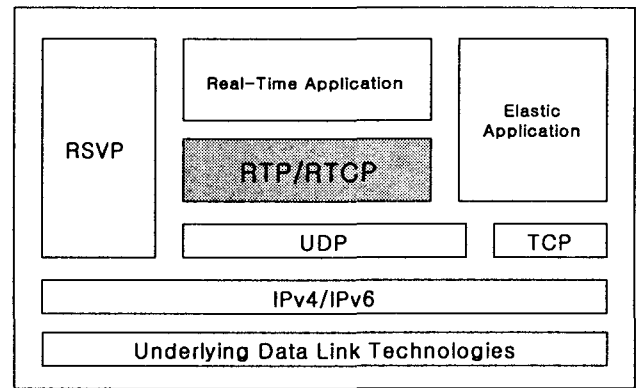 Real-Time Application
Elastic
Application
RSVP
RTP/RTCP
UDP
TCP
IPv4/IPv6
Underlying Data Link Technologies